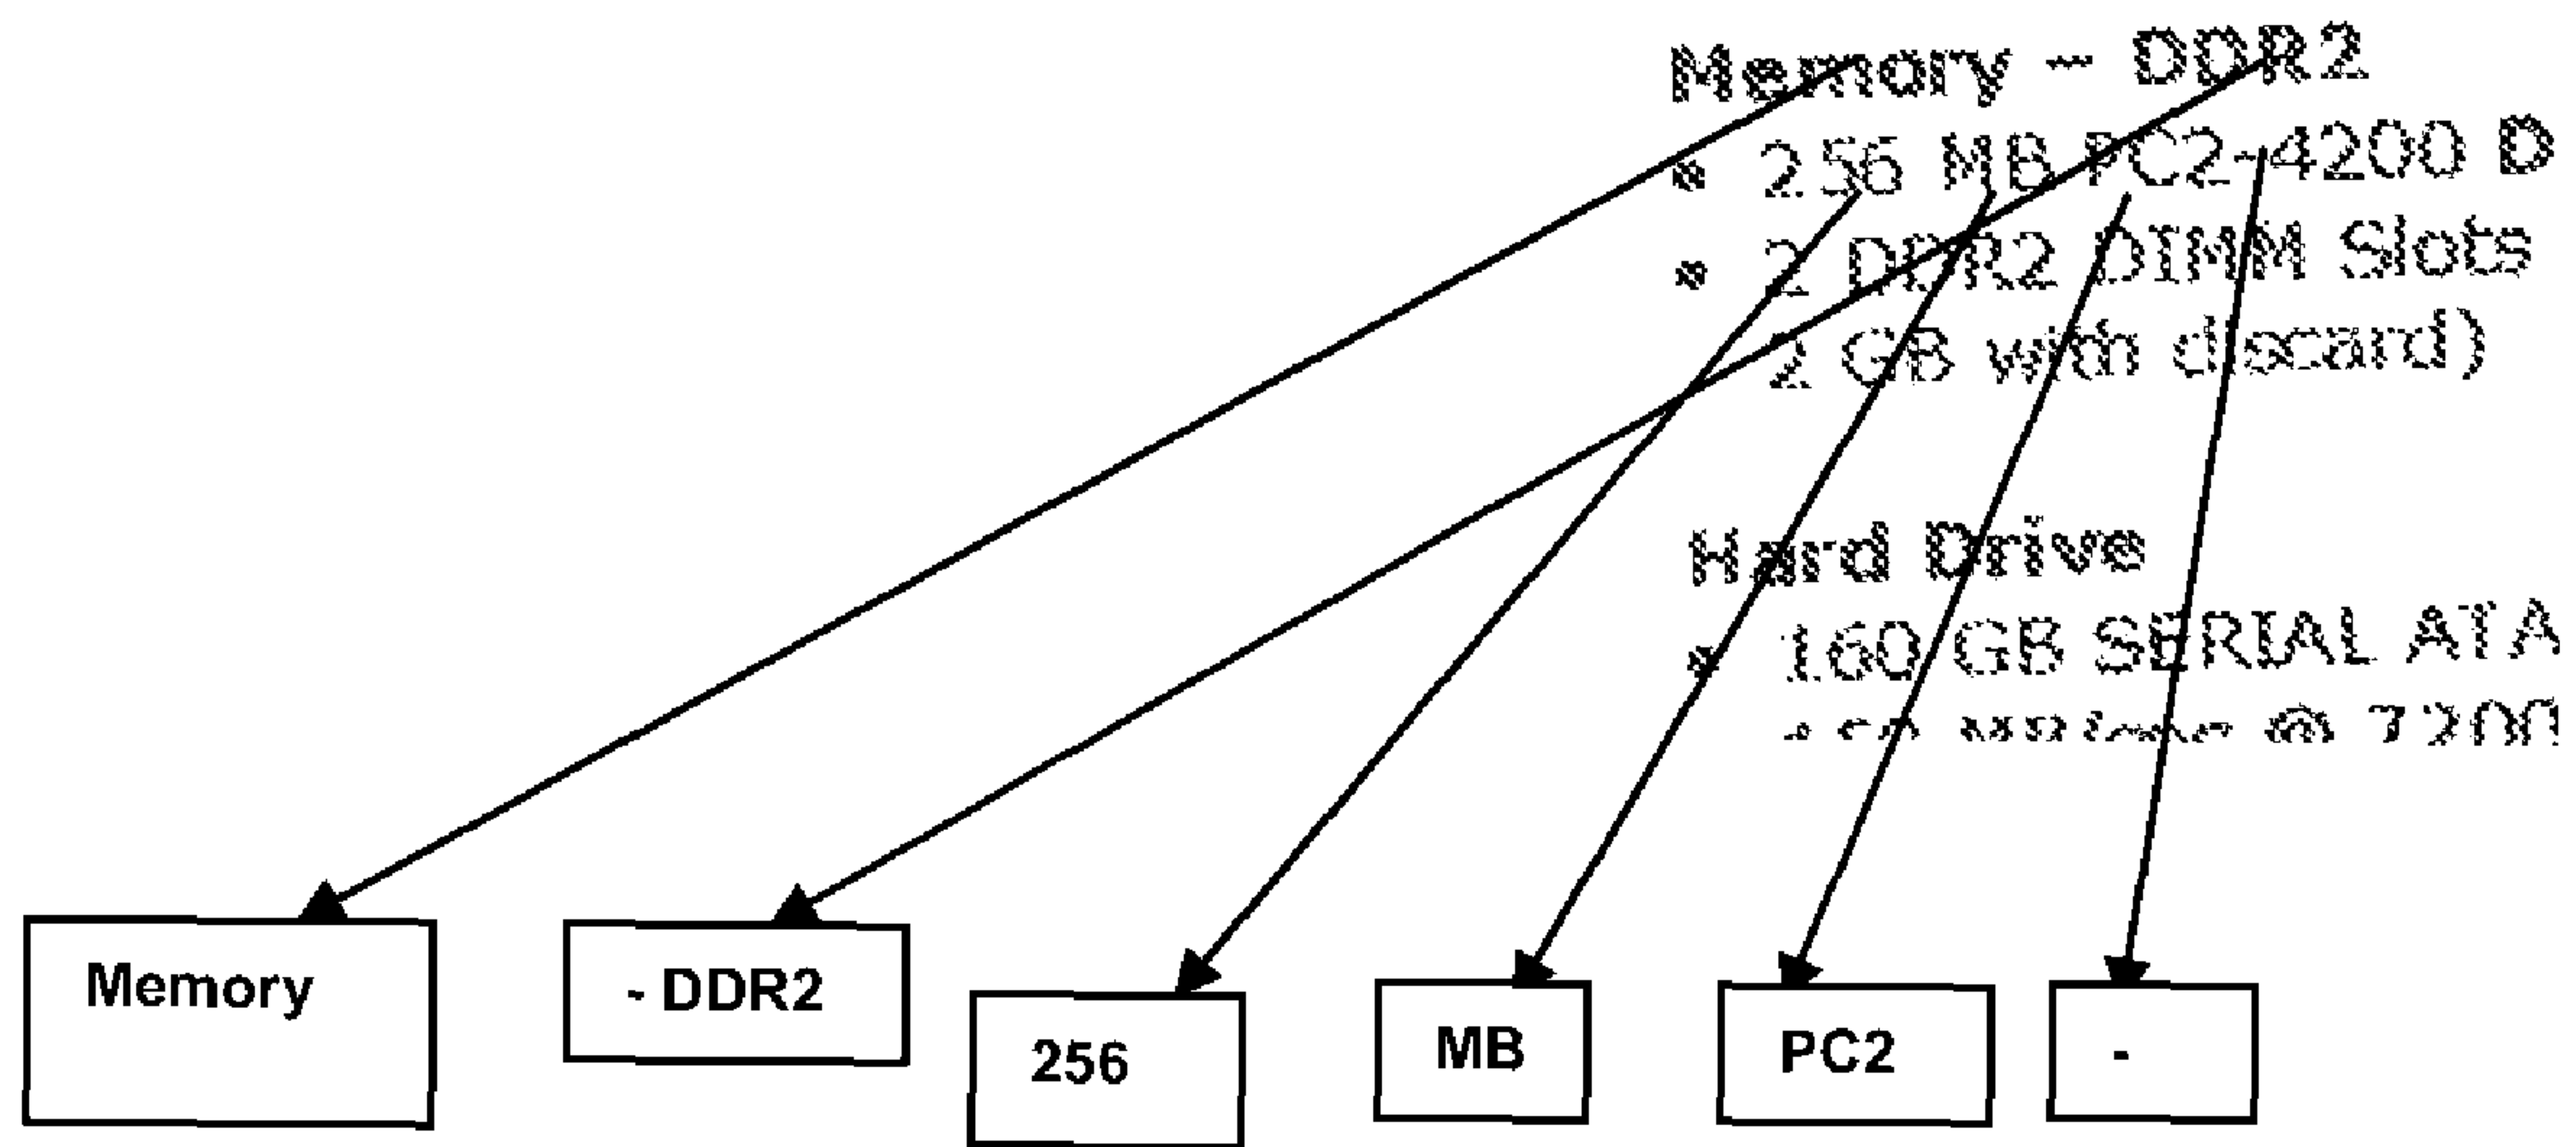 Memory - DDR2
256 MB PC2-4200 D
2 DDR2 DIMM Slots
2 GB with discard)
Hard Drive
160 GB SERIAL ATA
@ 7200
Memory
- DDR2
256
MB
PC2
-